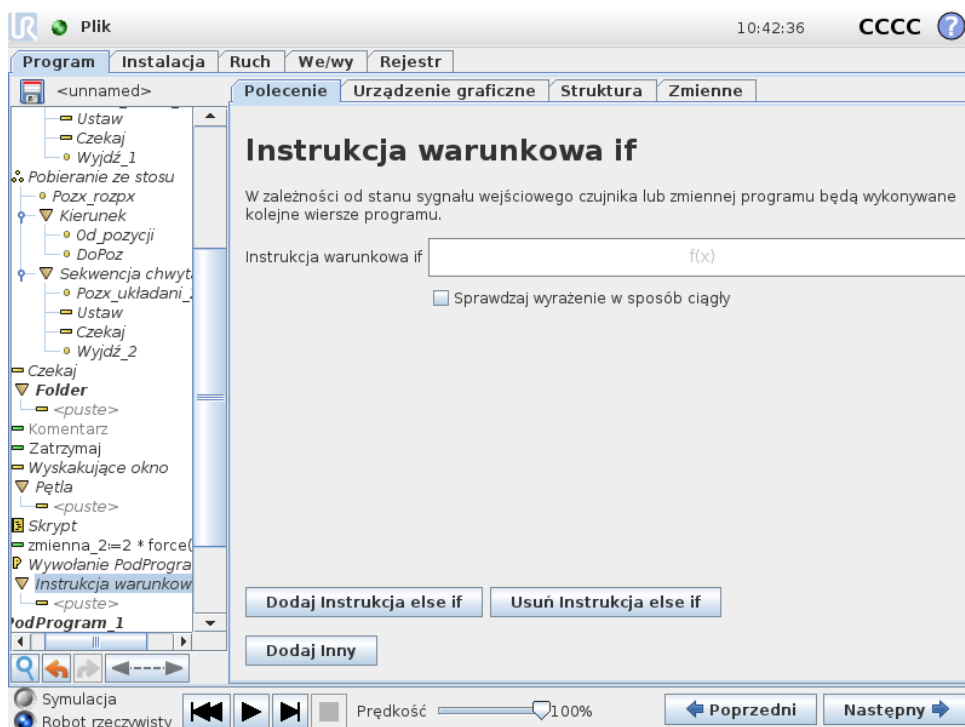 UR Plik 10:42:36 CCCC ?
Program Instalacja Ruch We/wy Rejestr
<unnamed>
Polecenie Urządzenie graficzne Struktura Zmienne
Ustaw
Czekaj
Wyjdź_1
Pobieranie ze stosu
Pozx_rozpx
Kierunek
Od_pozycji
DoPoz
Sekwencja chwyt
Pozx_układani_2
Ustaw
Czekaj
Wyjdź_2
Czekaj
Folder
<puste>
Komentarz
Zatrzymaj
Wyskakujące okno
Pętla
<puste>
Skrypt
zmienna_2:=2 * force(
Wywołanie PodProgra
Instrukcja warunkow
<puste>
PodProgram_1
Instrukcja warunkowa if
W zależności od stanu sygnału wejściowego czujnika lub zmiennej programu będą wykonywane
kolejne wiersze programu.
Instrukcja warunkowa if f(x)
Sprawdzaj wyrażenie w sposób ciągły
Dodaj Instrukcja else if Usuń Instrukcja else if
Dodaj Inny
Symulacja
Robot rzeczywisty
Prędkość 100%
Poprzedni Następny